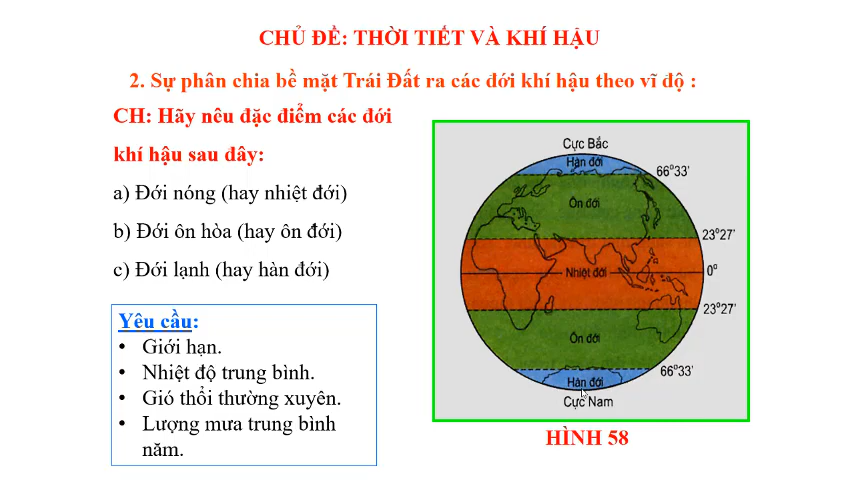 CHỦ ĐỀ: THỜI TIẾT VÀ KHÍ HẬU
2. Sự phân chia bề mặt Trái Đất ra các đới khí hậu theo vĩ độ :
CH: Hãy nêu đặc điểm các đới
khí hậu sau đây:
a) Đới nóng (hay nhiệt đới)
b) Đới ôn hòa (hay ôn đới)
c) Đới lạnh (hay hàn đới)
Yêu cầu:
• Giới hạn.
• Nhiệt độ trung bình.
• Gió thổi thường xuyên.
• Lượng mưa trung bình
năm.
Cực Bắc
Hàn đới
66°33'
Ôn đới
23°27'
Nhiệt đới
0°
23°27'
Ôn đới
66°33'
Hàn đới
Cực Nam
HÌNH 58